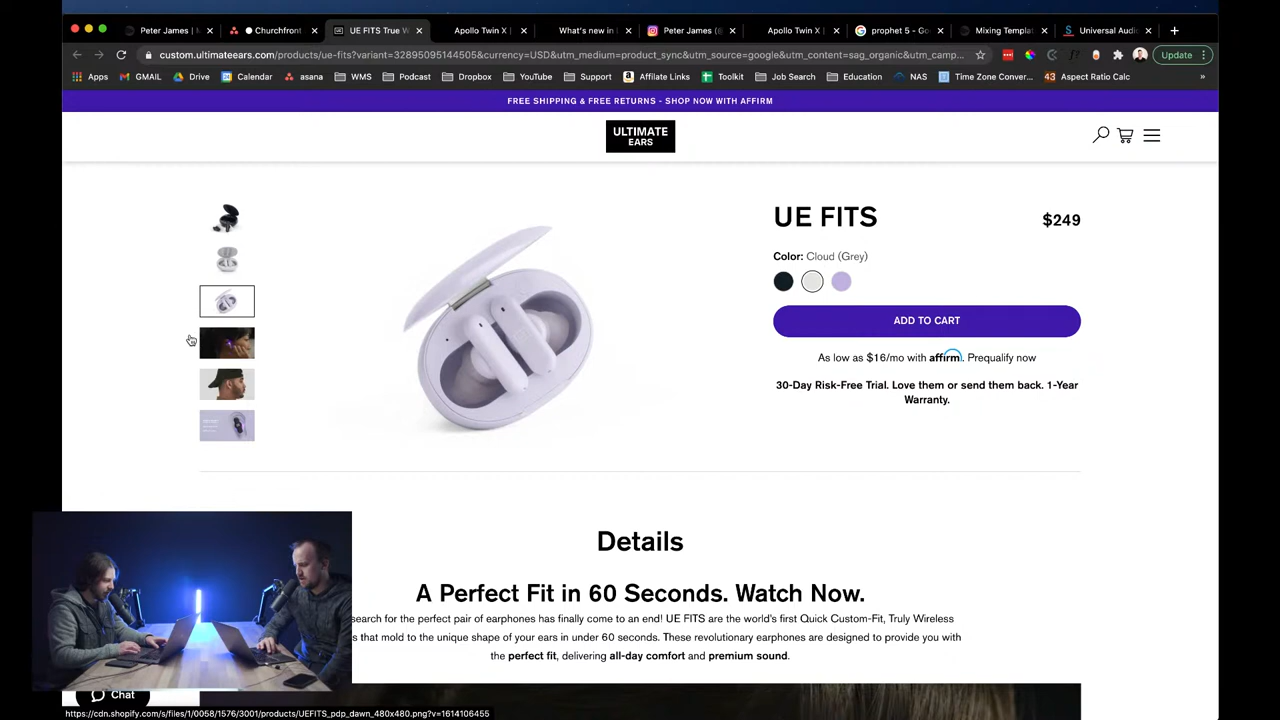 Peter James | M
Churchfront
UE FITS True W
Apollo Twin X |
What's new in L
Peter James (@
Apollo Twin X |
prophet 5 - Go
Mixing Templat
Universal Audio
custom.ultimateears.com/products/ue-fits?variant=32895095144505&currency=USD&utm_medium=product_sync&utm_source=google&utm_content=sag_organic&utm_camp...
Update
Apps GMAIL Drive Calendar asana WMS Podcast Dropbox YouTube Support Affiliate Links Toolkit Job Search Education NAS Time Zone Conver... 43 Aspect Ratio Calc »
FREE SHIPPING & FREE RETURNS - SHOP NOW WITH AFFIRM
ULTIMATE
EARS
UE FITS
$249
Color: Cloud (Grey)
ADD TO CART
As low as $16/mo with affirm. Prequalify now
30-Day Risk-Free Trial. Love them or send them back. 1-Year
Warranty.
Details
A Perfect Fit in 60 Seconds. Watch Now.
search for the perfect pair of earphones has finally come to an end! UE FITS are the world's first Quick Custom-Fit, Truly Wireless
s that mold to the unique shape of your ears in under 60 seconds. These revolutionary earphones are designed to provide you with
the perfect fit, delivering all-day comfort and premium sound.
Chat
https://cdn.shopify.com/s/files/1/0058/1576/3001/products/UEFITS_pdp_dawn_480x480.png?v=1614106455